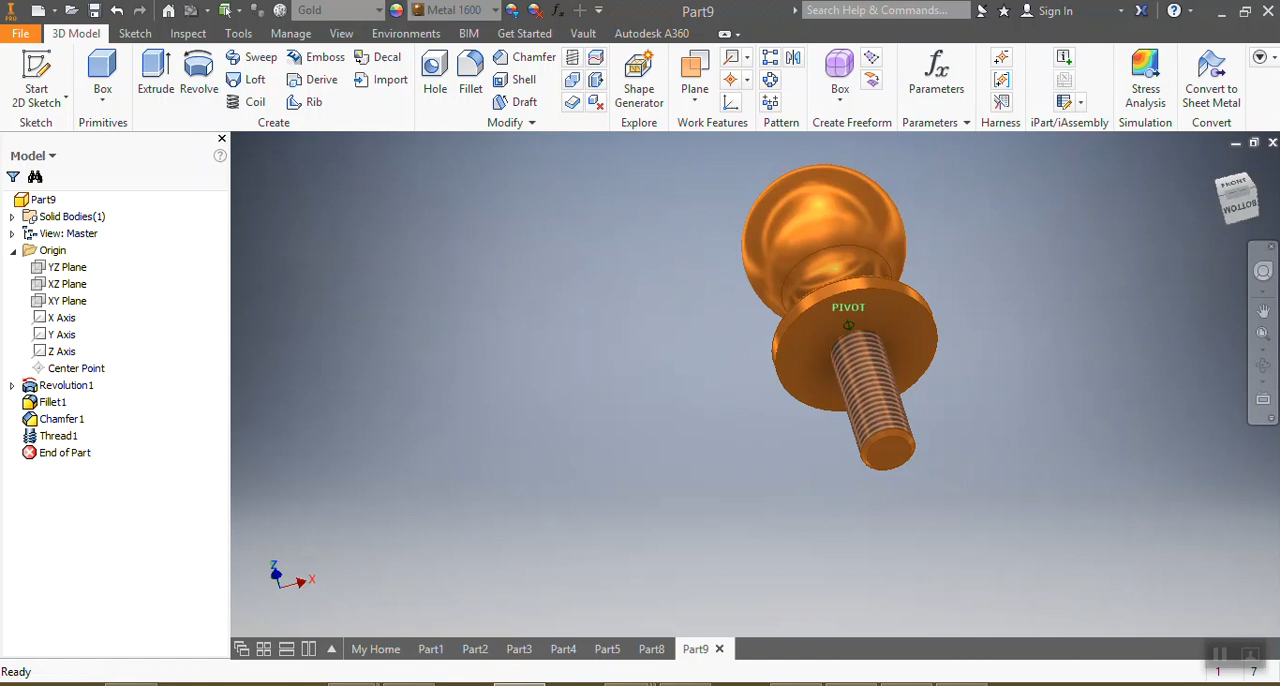 Gold
Metal 1600
Part9
Search Help & Commands...
Sign In
PRO
File
3D Model
Sketch
Inspect
Tools
Manage
View
Environments
BIM
Get Started
Vault
Autodesk A360
Start
2D Sketch
Box
Extrude
Revolve
Sweep
Loft
Coil
Emboss
Derive
Rib
Decal
Import
Hole
Fillet
Chamfer
Shell
Draft
Shape
Generator
Plane
Box
Parameters
Stress
Analysis
Convert to
Sheet Metal
Sketch
Primitives
Create
Modify
Explore
Work Features
Pattern
Create Freeform
Parameters
Harness
iPart/iAssembly
Simulation
Convert
Model
Part9
Solid Bodies(1)
View: Master
Origin
YZ Plane
XZ Plane
XY Plane
X Axis
Y Axis
Z Axis
Center Point
Revolution1
Fillet1
Chamfer1
Thread1
End of Part
FRONT
BOTTOM
PIVOT
Z
X
My Home
Part1
Part2
Part3
Part4
Part5
Part8
Part9
Ready
1
7